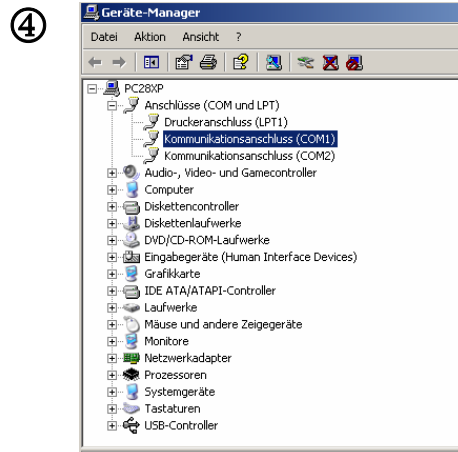 ④
Geräte-Manager
Datei Aktion Ansicht ?
PC28XP
Anschlüsse (COM und LPT)
Druckeranschluss (LPT1)
Kommunikationsanschluss (COM1)
Kommunikationsanschluss (COM2)
Audio-, Video- und Gamecontroller
Computer
Diskettencontroller
Diskettenlaufwerke
DVD/CD-ROM-Laufwerke
Eingabegeräte (Human Interface Devices)
Grafikkarte
IDE ATA/ATAPI-Controller
Laufwerke
Mäuse und andere Zeigegeräte
Monitore
Netzwerkadapter
Prozessoren
Systemgeräte
Tastaturen
USB-Controller